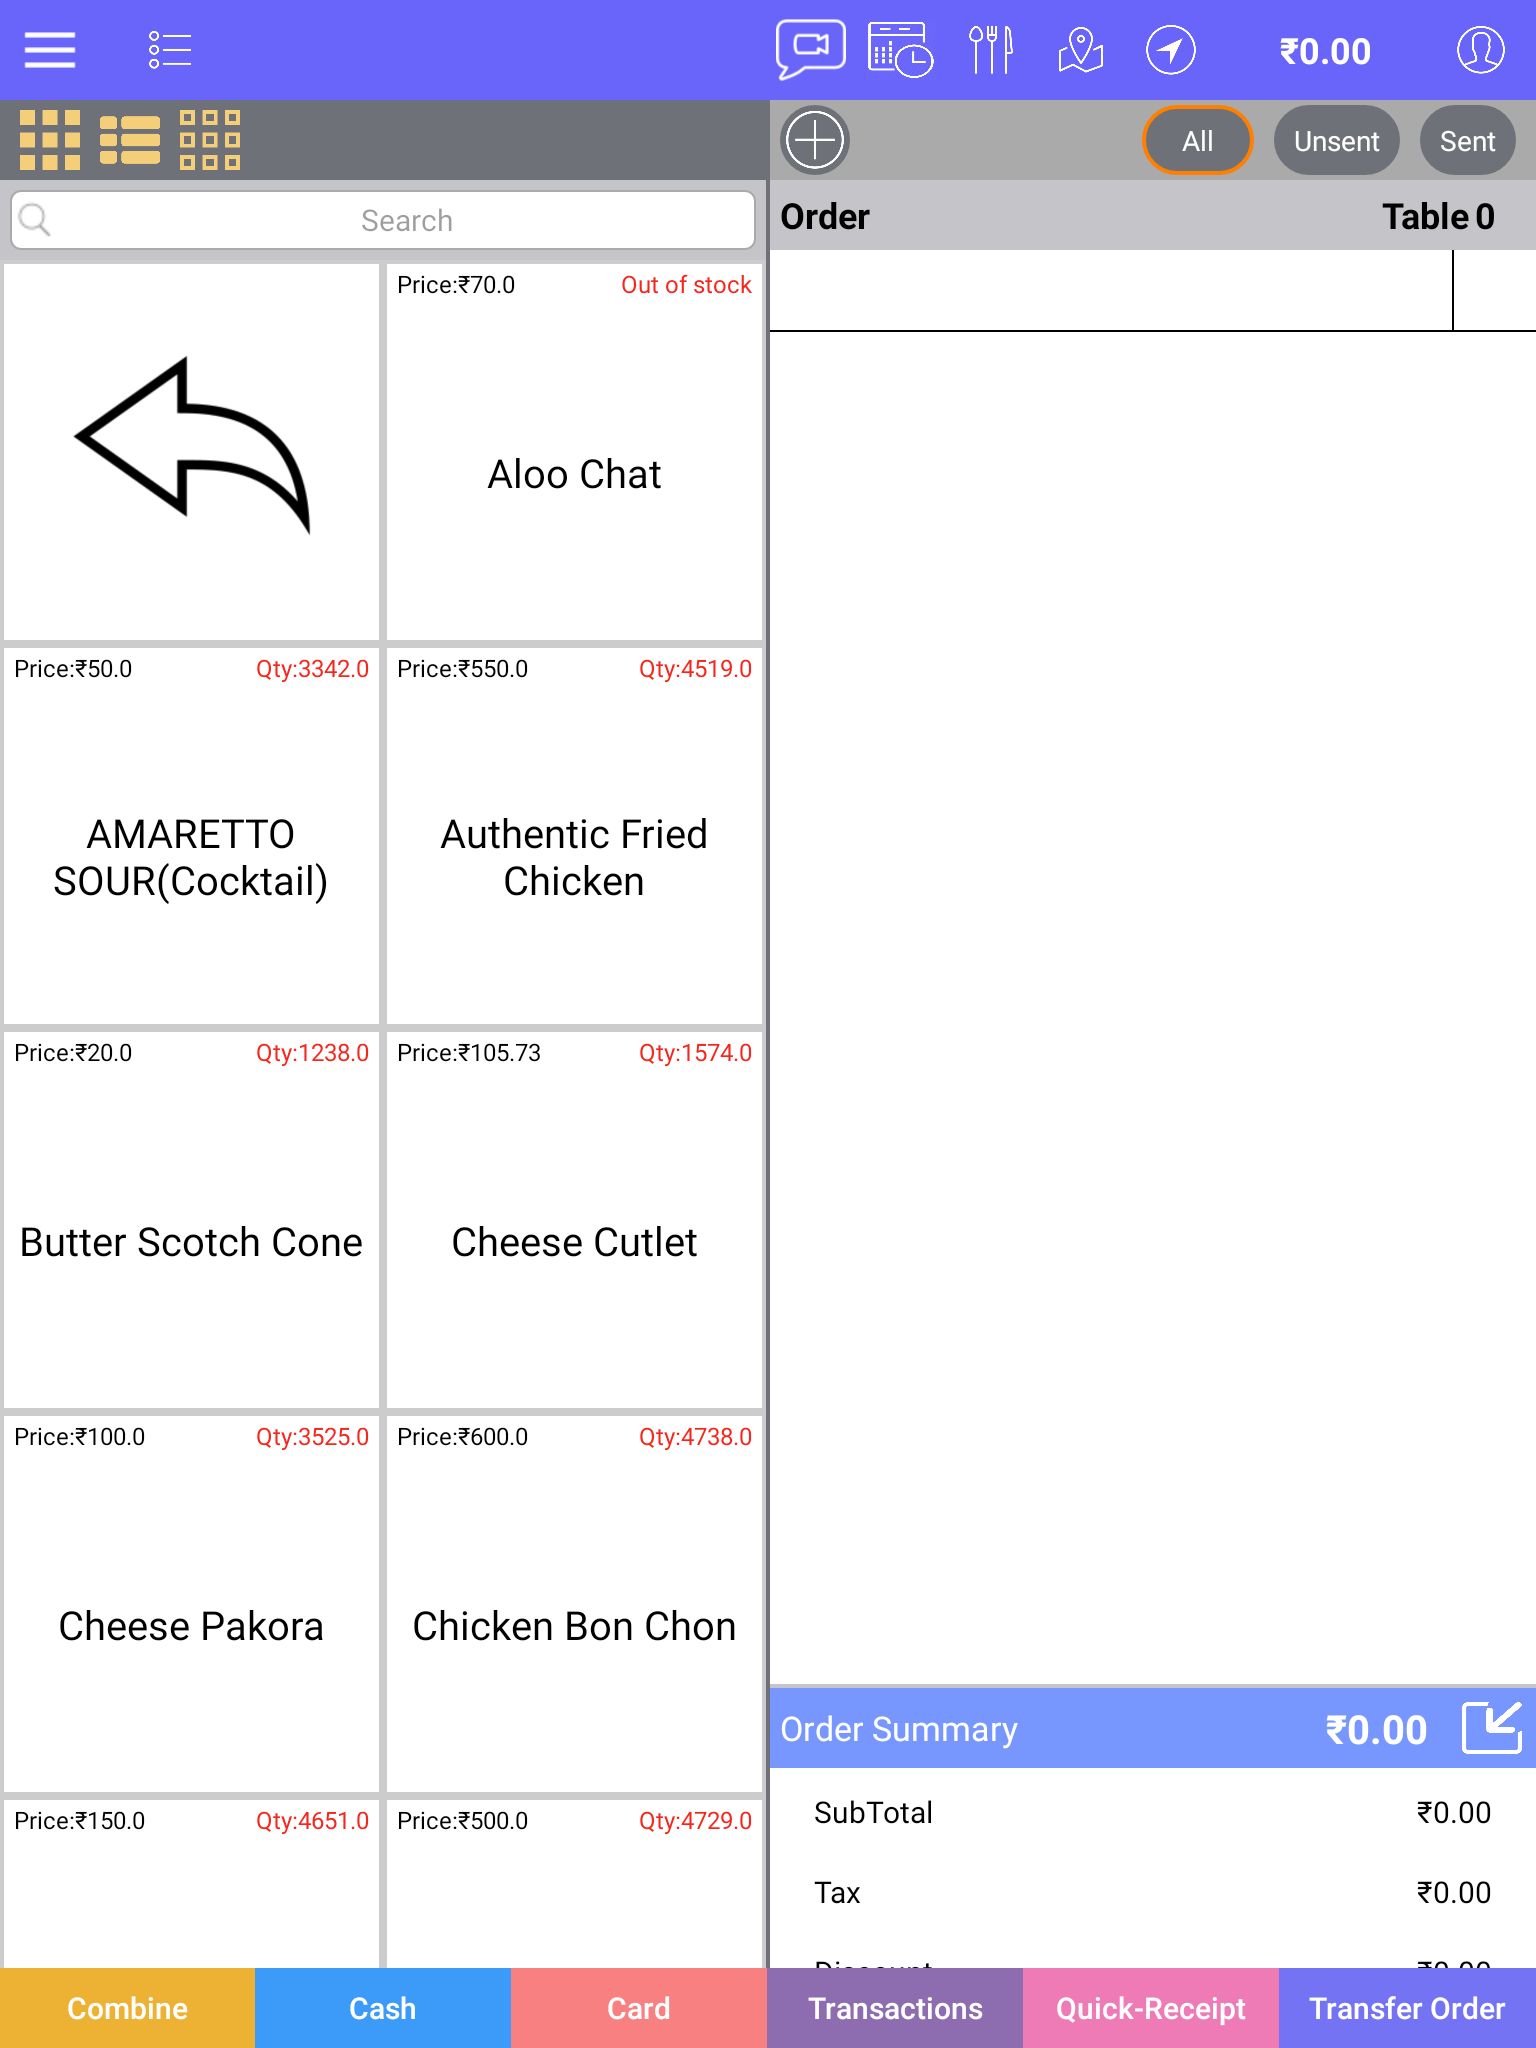 ₹0.00
All
Unsent
Sent
Search
Order
Table 0
Price:₹70.0
Out of stock
Aloo Chat
Price:₹50.0
Qty:3342.0
AMARETTO
SOUR(Cocktail)
Price:₹550.0
Qty:4519.0
Authentic Fried
Chicken
Price:₹20.0
Qty:1238.0
Butter Scotch Cone
Price:₹105.73
Qty:1574.0
Cheese Cutlet
Price:₹100.0
Qty:3525.0
Cheese Pakora
Price:₹600.0
Qty:4738.0
Chicken Bon Chon
Price:₹150.0
Qty:4651.0
Price:₹500.0
Qty:4729.0
Order Summary
₹0.00
SubTotal
₹0.00
Tax
₹0.00
Discount
₹0.00
Combine
Cash
Card
Transactions
Quick-Receipt
Transfer Order